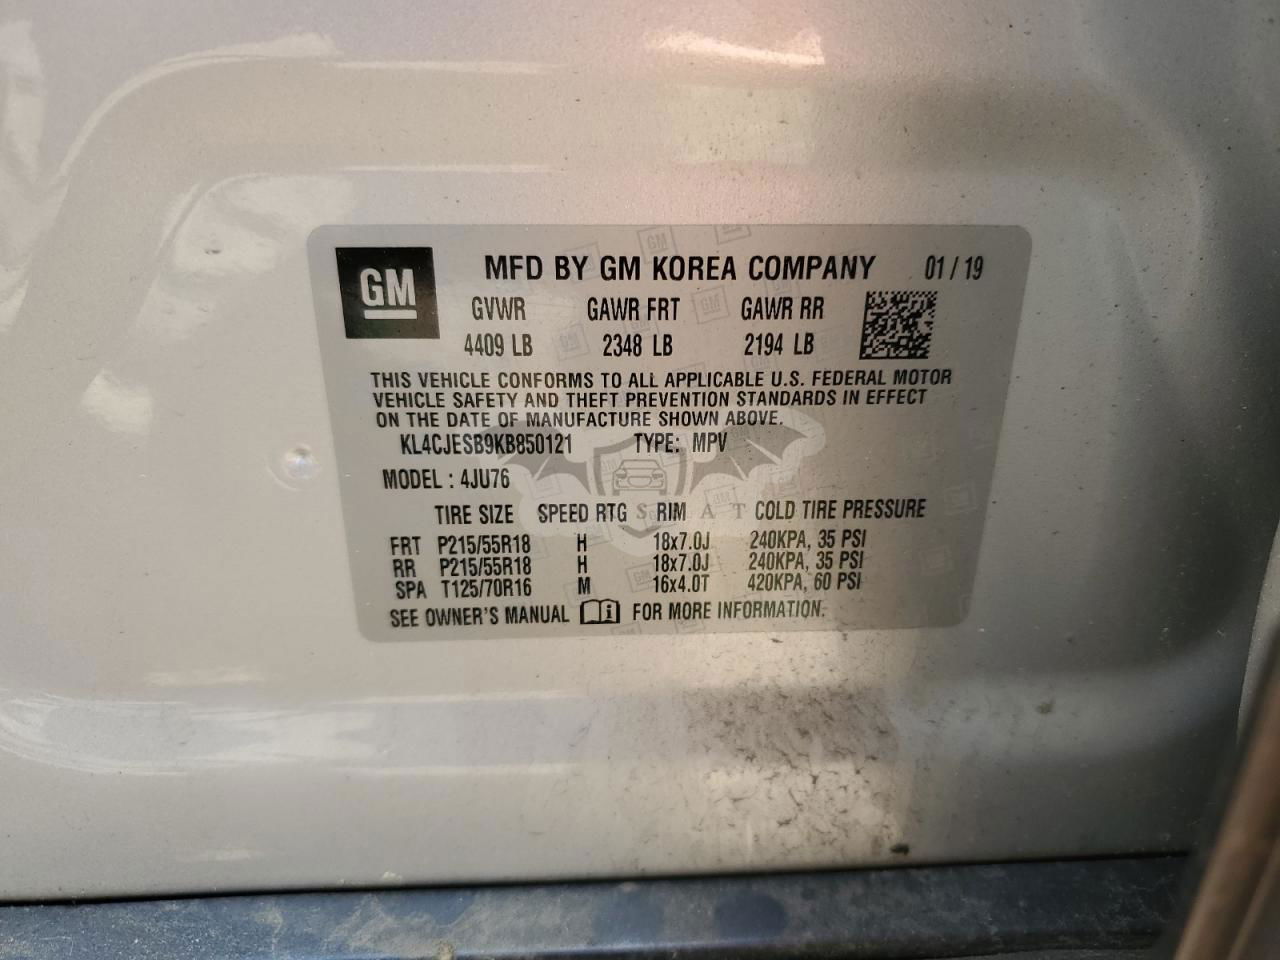 GM MFD BY GM KOREA COMPANY 01 / 19
GVWR GAWR FRT GAWR RR
4409 LB 2348 LB 2194 LB
THIS VEHICLE CONFORMS TO ALL APPLICABLE U.S. FEDERAL MOTOR
VEHICLE SAFETY AND THEFT PREVENTION STANDARDS IN EFFECT
ON THE DATE OF MANUFACTURE SHOWN ABOVE.
KL4CJESB9KB850121 TYPE: MPV
MODEL : 4JU76
TIRE SIZE SPEED RTG RIM COLD TIRE PRESSURE
S A T
FRT P215/55R18 H 18x7.0J 240KPA, 35 PSI
RR P215/55R18 H 18x7.0J 240KPA, 35 PSI
SPA T125/70R16 M 16x4.0T 420KPA, 60 PSI
SEE OWNER'S MANUAL i FOR MORE INFORMATION.